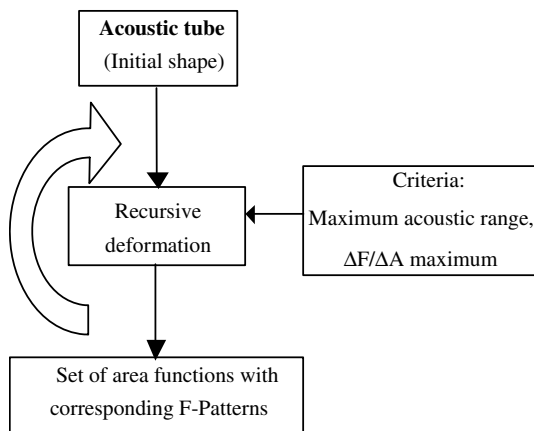 Acoustic tube
(Initial shape)
Criteria:
Maximum acoustic range,
ΔF/ΔA maximum
Recursive
deformation
Set of area functions with
corresponding F-Patterns